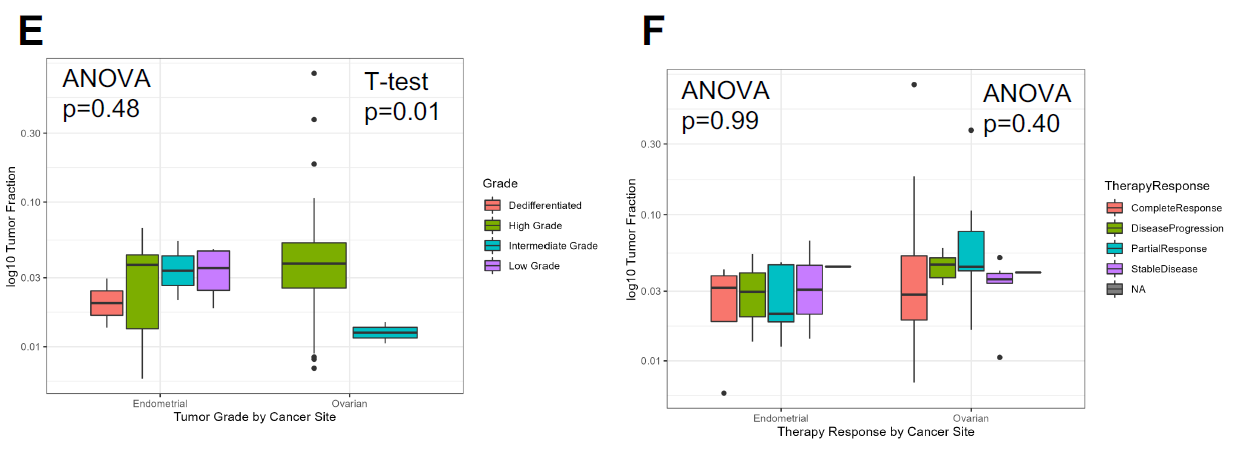 E
ANOVA
p=0.48
T-test
p=0.01
0.30
0.10
0.03
0.01
log10 Tumor Fraction
Endometrial
Ovarian
Tumor Grade by Cancer Site
Grade
Dedifferentiated
High Grade
Intermediate Grade
Low Grade
F
ANOVA
p=0.99
ANOVA
p=0.40
0.30
0.10
0.03
0.01
log10 Tumor Fraction
Endometrial
Ovarian
Therapy Response by Cancer Site
TherapyResponse
CompleteResponse
DiseaseProgression
PartialResponse
StableDisease
NA